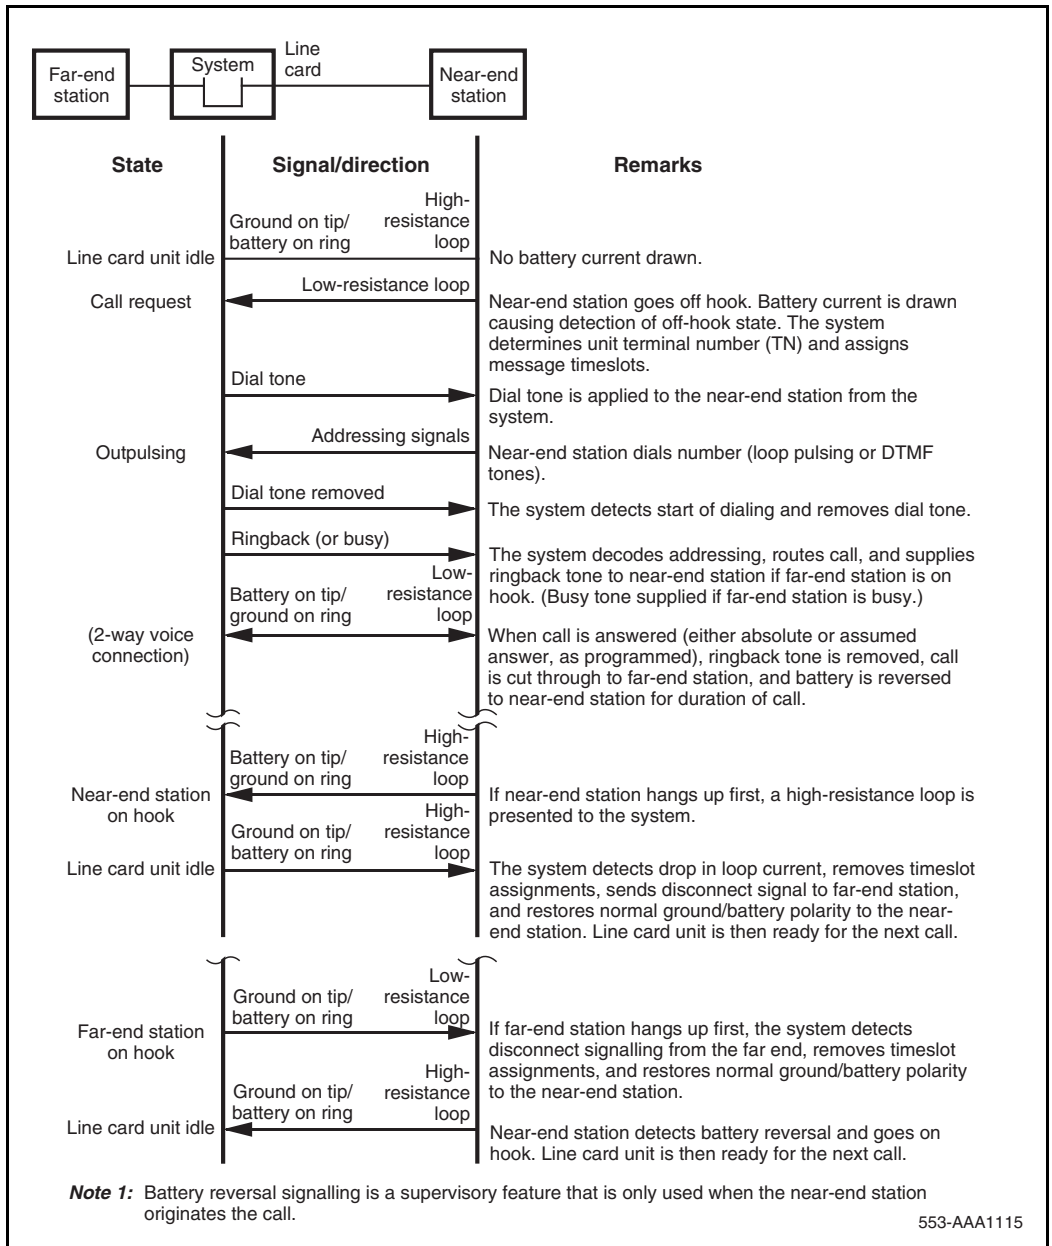 Far-end
station
System
Line
card
Near-end
station
State
Signal/direction
Remarks
Line card unit idle
Ground on tip/
battery on ring
High-
resistance
loop
No battery current drawn.
Call request
Low-resistance loop
Near-end station goes off hook. Battery current is drawn
causing detection of off-hook state. The system
determines unit terminal number (TN) and assigns
message timeslots.
Dial tone
Dial tone is applied to the near-end station from the
system.
Outpulsing
Addressing signals
Near-end station dials number (loop pulsing or DTMF
tones).
Dial tone removed
The system detects start of dialing and removes dial tone.
Ringback (or busy)
The system decodes addressing, routes call, and supplies
ringback tone to near-end station if far-end station is on
hook. (Busy tone supplied if far-end station is busy.)
(2-way voice
connection)
Battery on tip/
ground on ring
Low-
resistance
loop
When call is answered (either absolute or assumed
answer, as programmed), ringback tone is removed, call
is cut through to far-end station, and battery is reversed
to near-end station for duration of call.
Near-end station
on hook
Battery on tip/
ground on ring
High-
resistance
loop
If near-end station hangs up first, a high-resistance loop is
presented to the system.
Line card unit idle
Ground on tip/
battery on ring
High-
resistance
loop
The system detects drop in loop current, removes timeslot
assignments, sends disconnect signal to far-end station,
and restores normal ground/battery polarity to the near-
end station. Line card unit is then ready for the next call.
Far-end station
on hook
Ground on tip/
battery on ring
Low-
resistance
loop
If far-end station hangs up first, the system detects
disconnect signalling from the far end, removes timeslot
assignments, and restores normal ground/battery polarity
to the near-end station.
Line card unit idle
Ground on tip/
battery on ring
High-
resistance
loop
Near-end station detects battery reversal and goes on
hook. Line card unit is then ready for the next call.
Note 1: Battery reversal signalling is a supervisory feature that is only used when the near-end station
originates the call.
553-AAA1115